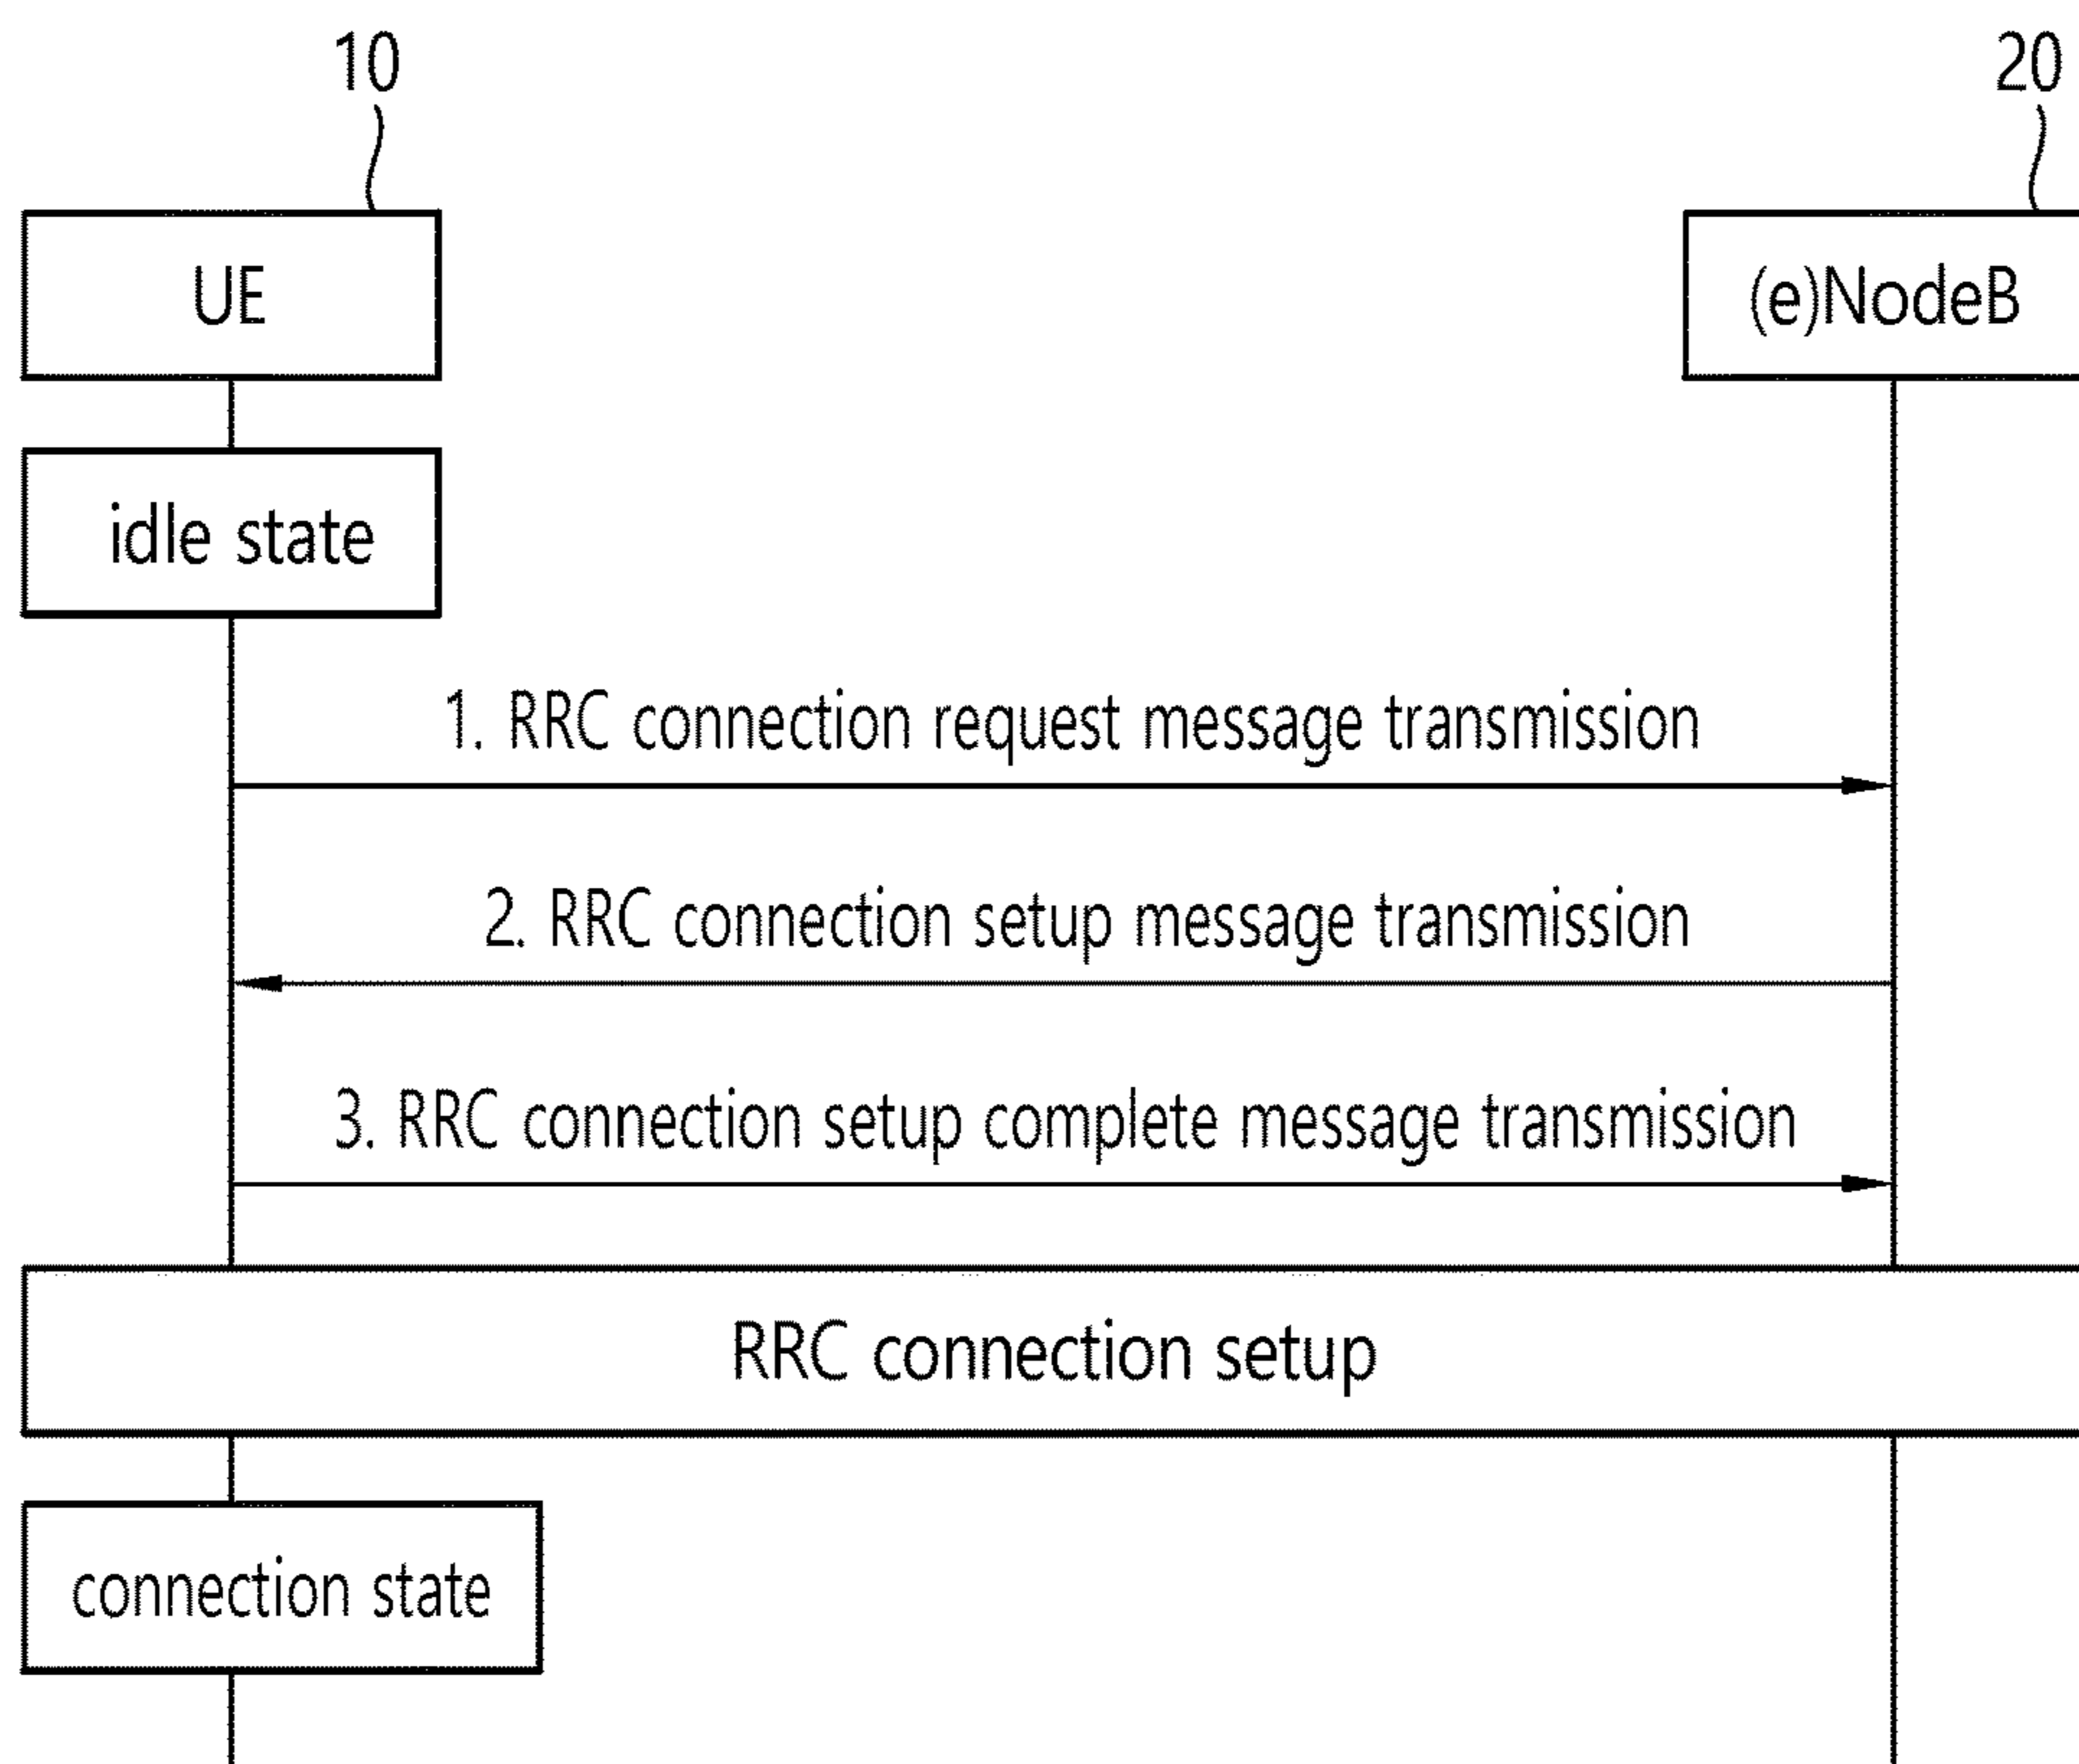 10
20
UE
(e)NodeB
idle state
1. RRC connection request message transmission
2. RRC connection setup message transmission
3. RRC connection setup complete message transmission
RRC connection setup
connection state